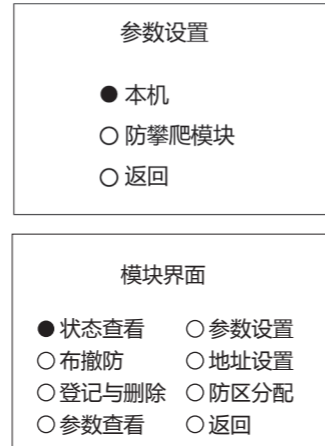 参数设置
● 本机
○ 防攀爬模块
○ 返回
模块界面
● 状态查看 ○ 参数设置
○ 布撤防 ○ 地址设置
○ 登记与删除 ○ 防区分配
○ 参数查看 ○ 返回